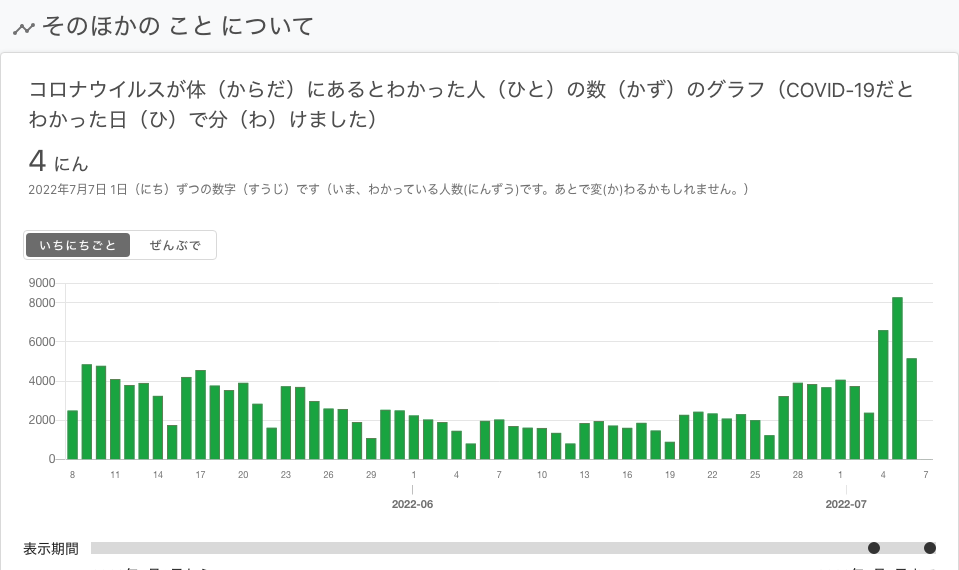 そのほかの こと について
コロナウイルスが体（からだ）にあるとわかった人（ひと）の数（かず）のグラフ（COVID-19だと
わかった日（ひ）で分（わ）けました）
4 にん
2022年7月7日 1日（にち）ずつの数字（すうじ）です（いま、わかっている人数(にんずう)です。あとで変(か)わるかもしれません。）
いちにちごと ぜんぶで
9000
8000
6000
4000
2000
0
8 11 14 17 20 23 26 29 1 4 7 10 13 16 19 22 25 28 1 4 7
2022-06 2022-07
表示期間